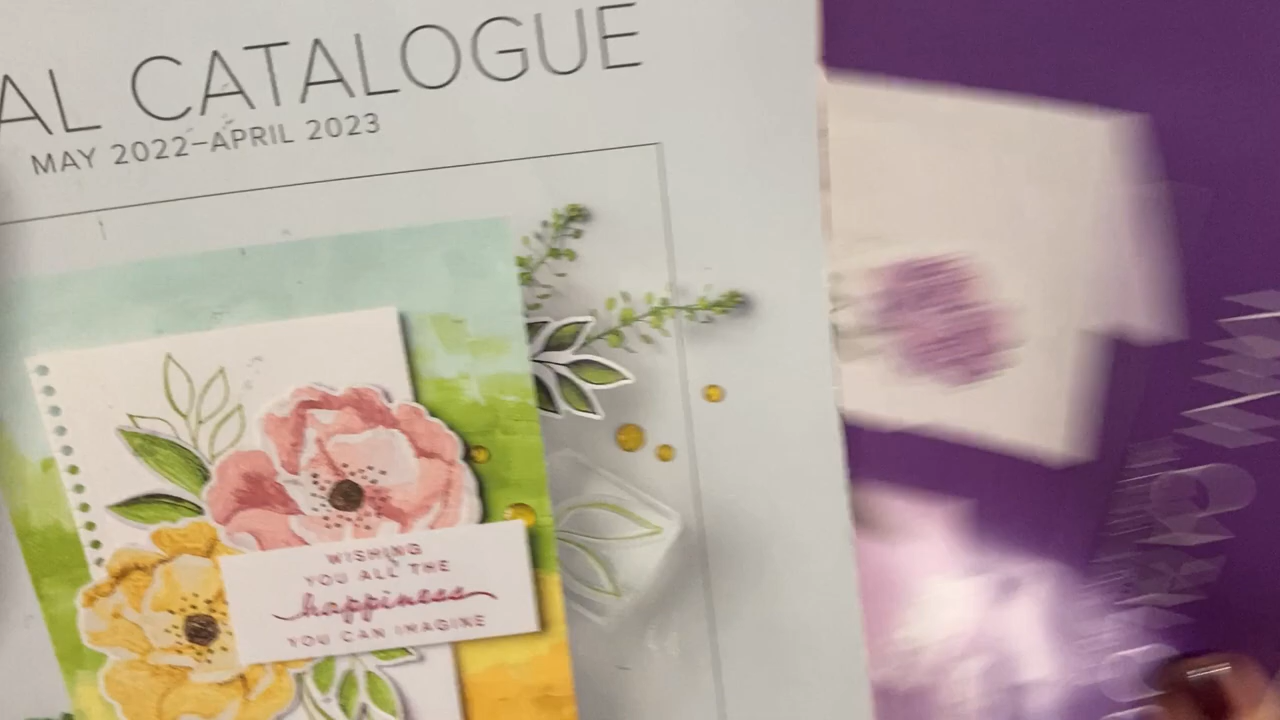 AL CATALOGUE
MAY 2022–APRIL 2023
WISHING
YOU ALL THE
happiness
YOU CAN IMAGINE